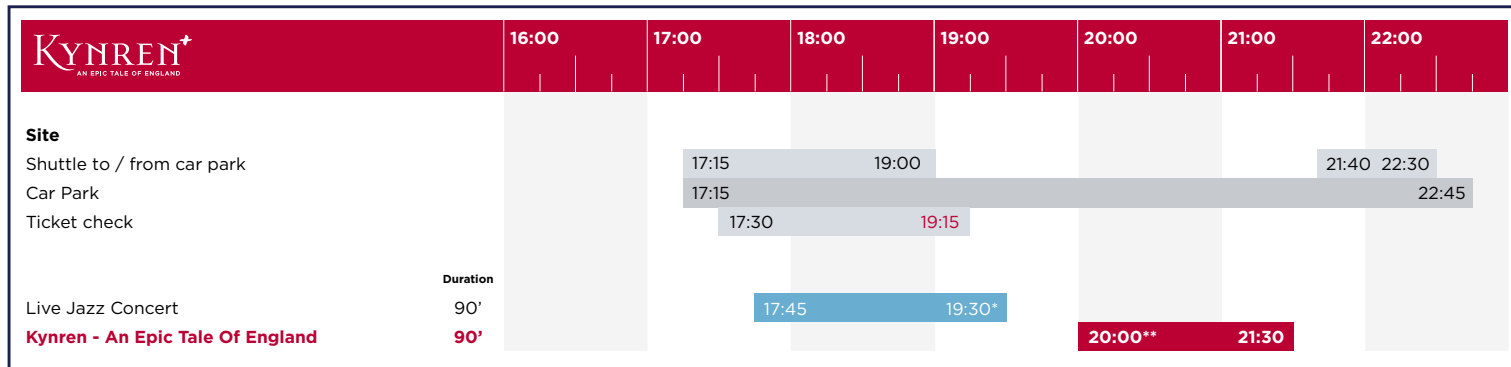 KYNREN
AN EPIC TALE OF ENGLAND
16:00 17:00 18:00 19:00 20:00 21:00 22:00
Site
Shuttle to / from car park 17:15 19:00 21:40 22:30
Car Park 17:15 22:45
Ticket check 17:30 19:15
Duration
Live Jazz Concert 90’ 17:45 19:30*
Kynren - An Epic Tale Of England 90’ 20:00** 21:30